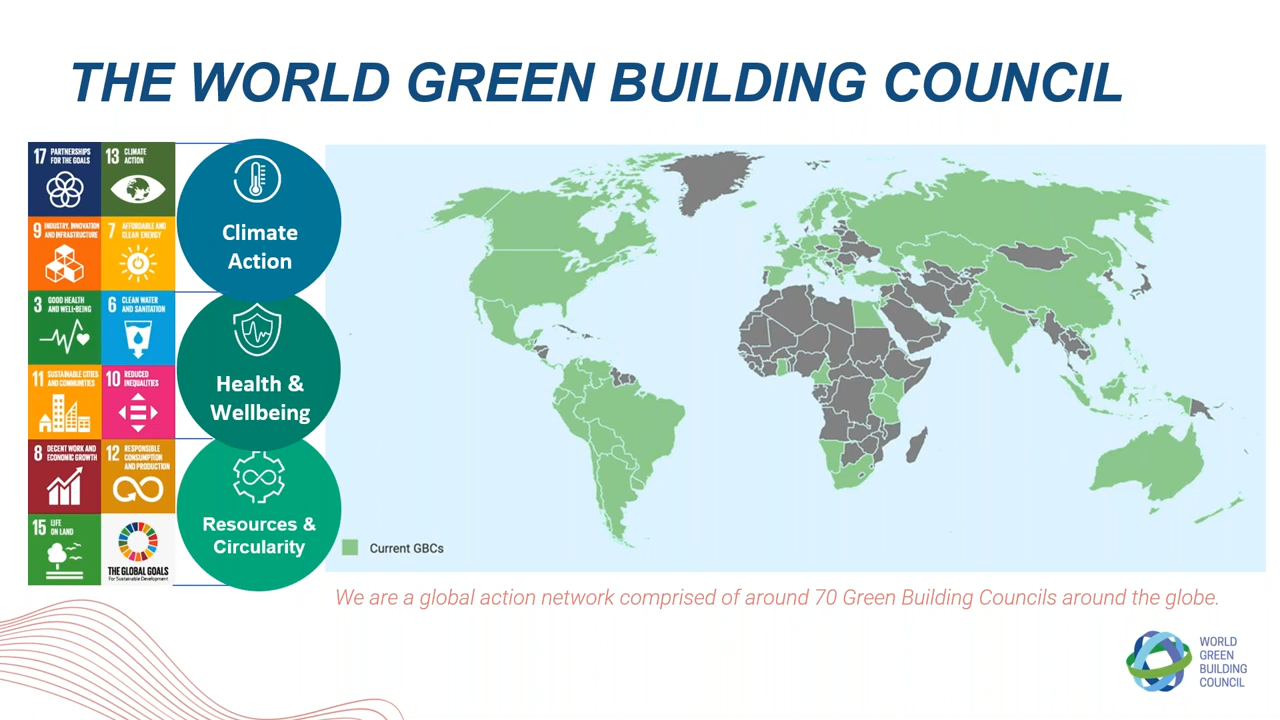 THE WORLD GREEN BUILDING COUNCIL
17 PARTNERSHIPS
FOR THE GOALS
13 CLIMATE
ACTION
9 INDUSTRY, INNOVATION
AND INFRASTRUCTURE
7 AFFORDABLE AND
CLEAN ENERGY
3 GOOD HEALTH
AND WELL-BEING
6 CLEAN WATER
AND SANITATION
11 SUSTAINABLE CITIES
AND COMMUNITIES
10 REDUCED
INEQUALITIES
8 DECENT WORK AND
ECONOMIC GROWTH
12 RESPONSIBLE
CONSUMPTION
AND PRODUCTION
15 LIFE
ON LAND
THE GLOBAL GOALS
For Sustainable Development
Climate
Action
Health &
Wellbeing
Resources &
Circularity
Current GBCs
We are a global action network comprised of around 70 Green Building Councils around the globe.
WORLD
GREEN
BUILDING
COUNCIL